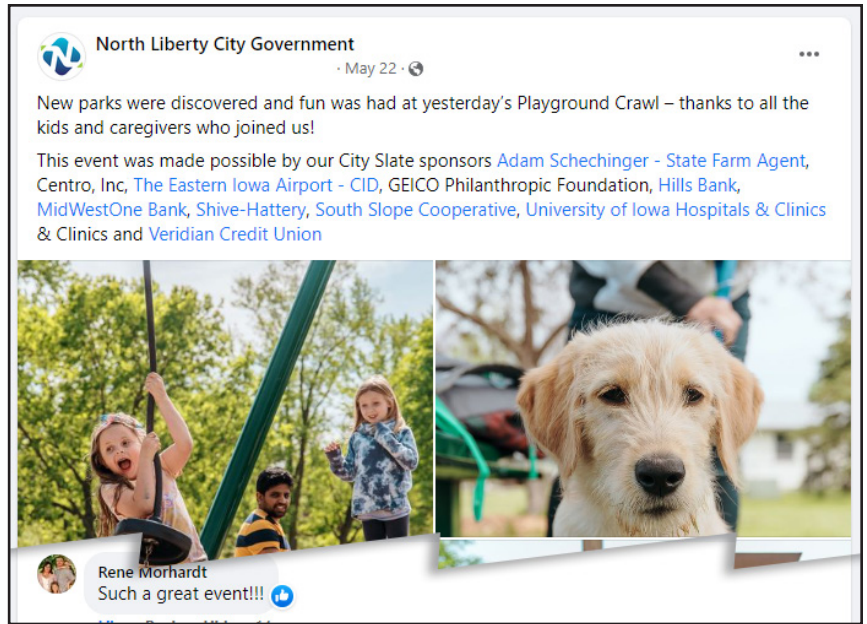 North Liberty City Government
· May 22 ·
New parks were discovered and fun was had at yesterday's Playground Crawl – thanks to all the
kids and caregivers who joined us!
This event was made possible by our City Slate sponsors Adam Schechinger - State Farm Agent,
Centro, Inc, The Eastern Iowa Airport - CID, GEICO Philanthropic Foundation, Hills Bank,
MidWestOne Bank, Shive-Hattery, South Slope Cooperative, University of Iowa Hospitals & Clinics
& Clinics and Veridian Credit Union
Rene Morhardt
Such a great event!!!